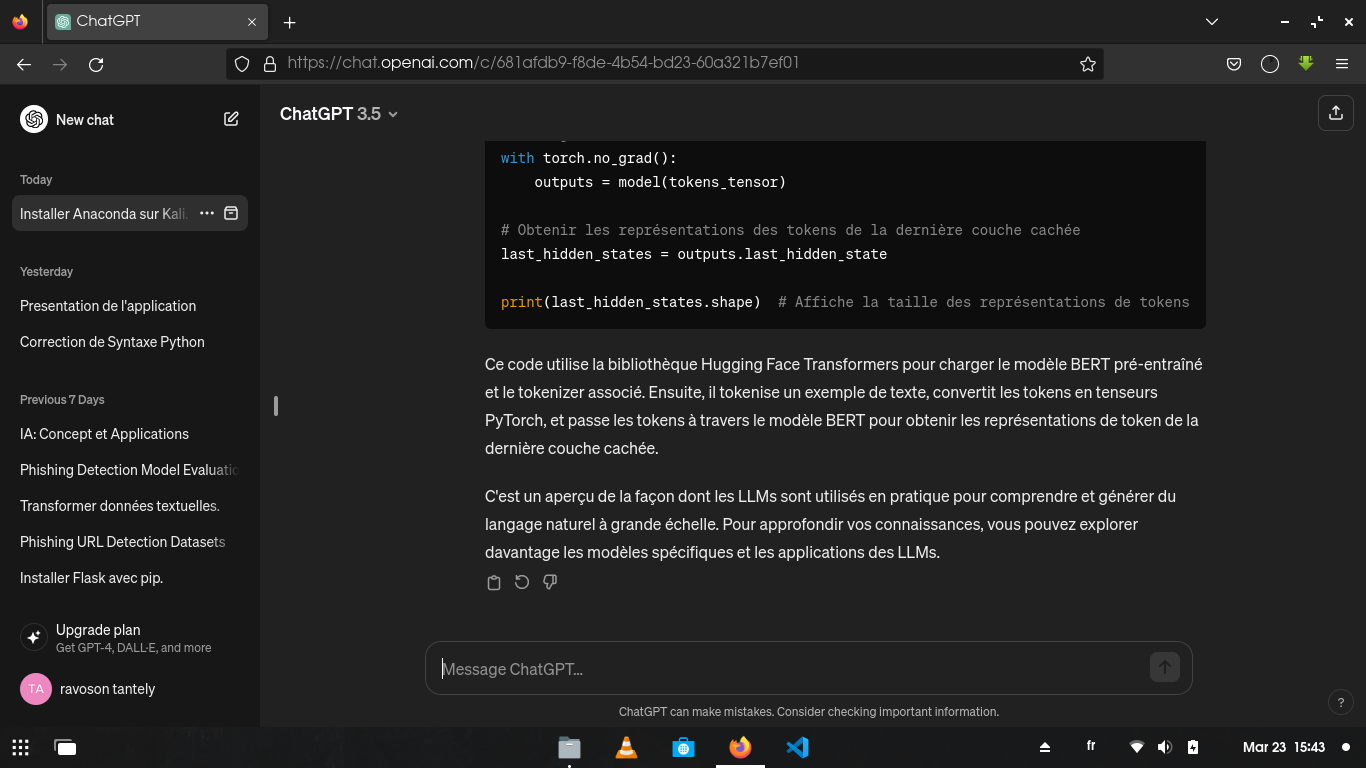 ChatGPT
https://chat.openai.com/c/681afdb9-f8de-4b54-bd23-60a321b7ef01
New chat
Today
Installer Anaconda sur Kali.
Yesterday
Presentation de l'application
Correction de Syntaxe Python
Previous 7 Days
IA: Concept et Applications
Phishing Detection Model Evaluatio
Transformer données textuelles.
Phishing URL Detection Datasets
Installer Flask avec pip.
Upgrade plan
Get GPT-4, DALL·E, and more
TA
ravoson tantely
ChatGPT 3.5
with torch.no_grad():
outputs = model(tokens_tensor)
# Obtenir les représentations des tokens de la dernière couche cachée
last_hidden_states = outputs.last_hidden_state
print(last_hidden_states.shape)  # Affiche la taille des représentations de tokens
Ce code utilise la bibliothèque Hugging Face Transformers pour charger le modèle BERT pré-entraîné
et le tokenizer associé. Ensuite, il tokenise un exemple de texte, convertit les tokens en tenseurs
PyTorch, et passe les tokens à travers le modèle BERT pour obtenir les représentations de token de la
dernière couche cachée.
C'est un aperçu de la façon dont les LLMs sont utilisés en pratique pour comprendre et générer du
langage naturel à grande échelle. Pour approfondir vos connaissances, vous pouvez explorer
davantage les modèles spécifiques et les applications des LLMs.
Message ChatGPT...
ChatGPT can make mistakes. Consider checking important information.
?
fr
Mar 23 15:43